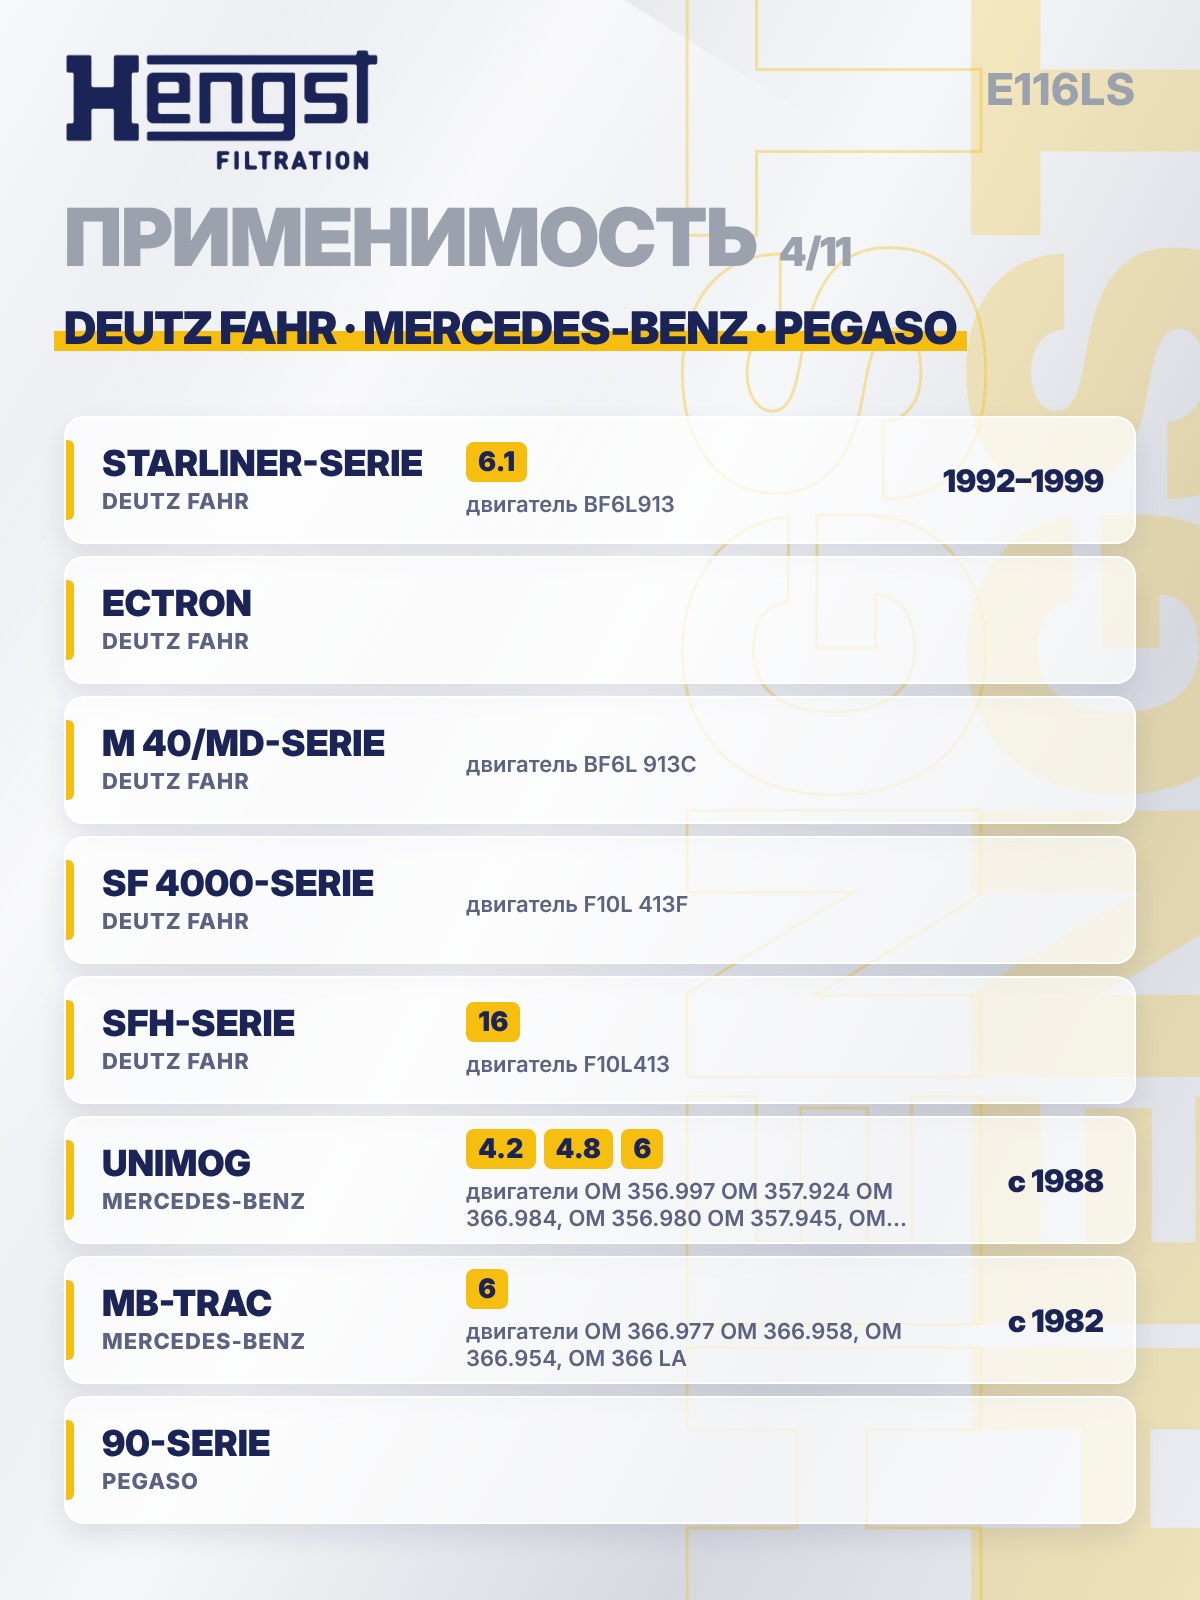 Hengst
FILTRATION
E116LS
ПРИМЕНИМОСТЬ 4/11
DEUTZ FAHR · MERCEDES-BENZ · PEGASO
STARLINER-SERIE
DEUTZ FAHR
6.1
двигатель BF6L913
1992–1999
ECTRON
DEUTZ FAHR
M 40/MD-SERIE
DEUTZ FAHR
двигатель BF6L 913C
SF 4000-SERIE
DEUTZ FAHR
двигатель F10L 413F
SFH-SERIE
DEUTZ FAHR
16
двигатель F10L413
UNIMOG
MERCEDES-BENZ
4.2 4.8 6
двигатели OM 356.997 OM 357.924 OM
366.984, OM 356.980 OM 357.945, OM...
с 1988
MB-TRAC
MERCEDES-BENZ
6
двигатели OM 366.977 OM 366.958, OM
366.954, OM 366 LA
с 1982
90-SERIE
PEGASO
HENGST
HENGST